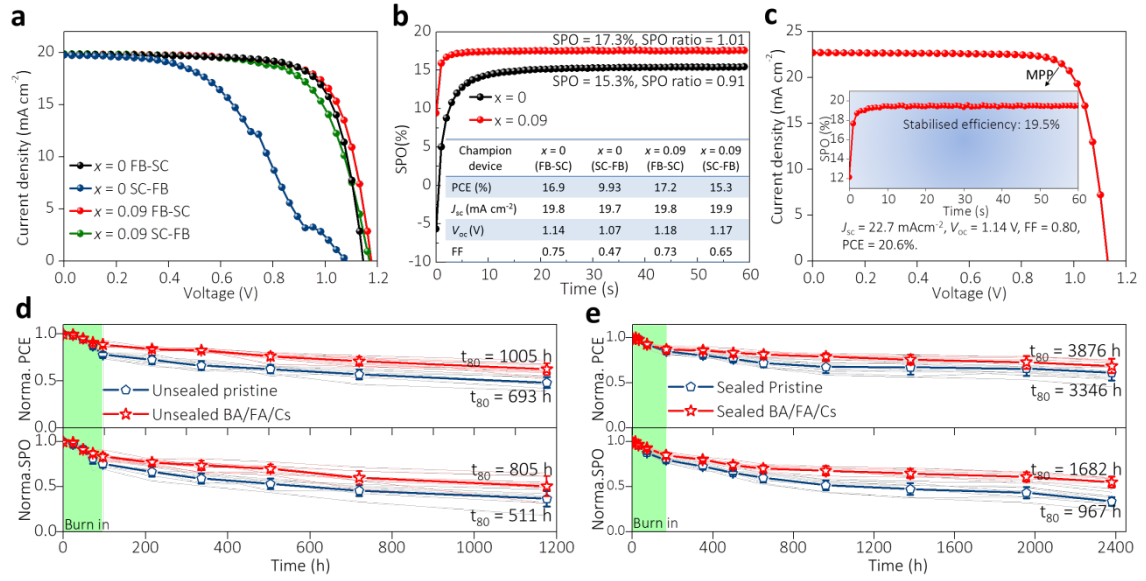 a
Current density (mA cm⁻²)
25
20
15
10
5
0
x = 0 FB-SC
x = 0 SC-FB
x = 0.09 FB-SC
x = 0.09 SC-FB
0.0 0.2 0.4 0.6 0.8 1.0 1.2
Voltage (V)
b
SPO(%)
20
15
10
5
0
-5
-10
SPO = 17.3%, SPO ratio = 1.01
SPO = 15.3%, SPO ratio = 0.91
x = 0
x = 0.09
Champion device x = 0 (FB-SC) x = 0 (SC-FB) x = 0.09 (FB-SC) x = 0.09 (SC-FB)
PCE (%) 16.9 9.93 17.2 15.3
Jsc (mA cm⁻²) 19.8 19.7 19.8 19.9
Voc (V) 1.14 1.07 1.18 1.17
FF 0.75 0.47 0.73 0.65
0 10 20 30 40 50 60
Time (s)
c
Current density (mA cm⁻²)
25
20
15
10
5
0
MPP
SPO (%)
21
18
15
12
Stabilised efficiency: 19.5%
0 10 20 30 40 50 60
Time (s)
Jsc = 22.7 mAcm⁻², Voc = 1.14 V, FF = 0.80,
PCE = 20.6%.
0.0 0.2 0.4 0.6 0.8 1.0 1.2
Voltage (V)
d
Norma. PCE
1.0
0.5
t80 = 1005 h
Unsealed pristine
t80 = 693 h
Unsealed BA/FA/Cs
Norma.SPO
1.0
0.5
0.0
t80 = 805 h
t80 = 511 h
Burn in
0 200 400 600 800 1000 1200
Time (h)
e
Norma. PCE
1.0
0.5
t80 = 3876 h
Sealed Pristine
t80 = 3346 h
Sealed BA/FA/Cs
Norma.SPO
1.0
0.5
0.0
t80 = 1682 h
t80 = 967 h
Burn in
0 400 800 1200 1600 2000 2400
Time (h)